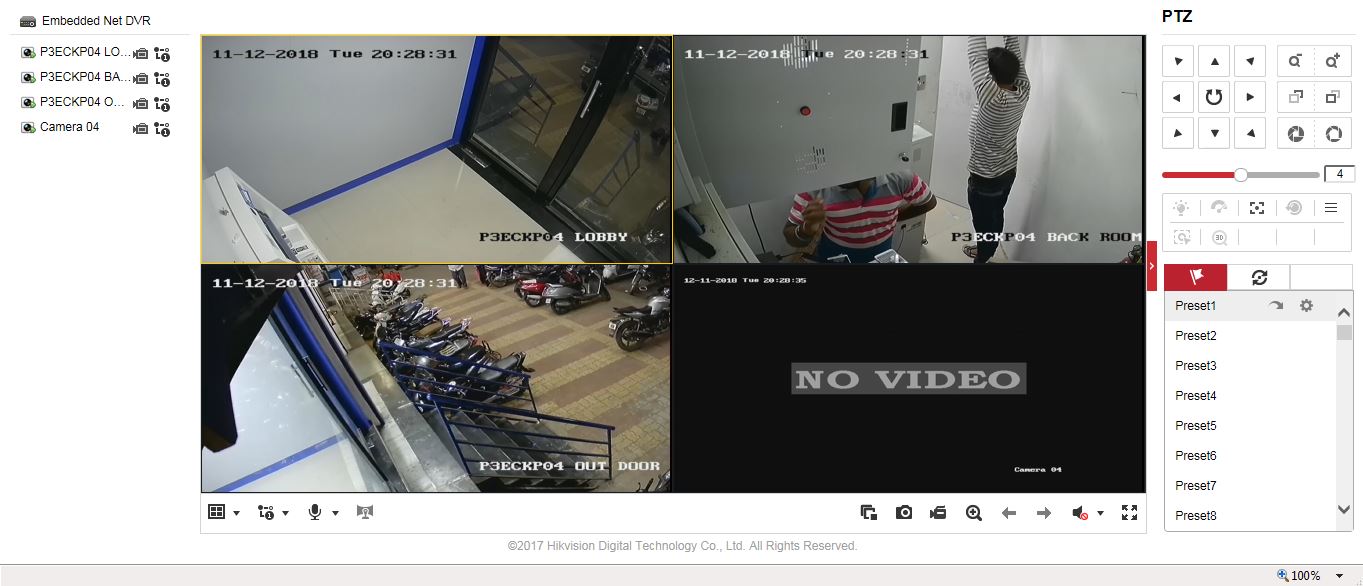 Embedded Net DVR
P3ECKP04 LO...
P3ECKP04 BA...
P3ECKP04 O...
Camera 04
11-12-2018 Tue 20:28:31
P3ECKP04 LOBBY
11-12-2018 Tue 20:28:31
P3ECKP04 BACK ROOM
11-12-2018 Tue 20:28:31
P3ECKP04 OUT DOOR
12-11-2018 Tue 20:28:35
NO VIDEO
Camera 04
PTZ
4
3D
Preset1
Preset2
Preset3
Preset4
Preset5
Preset6
Preset7
Preset8
©2017 Hikvision Digital Technology Co., Ltd. All Rights Reserved.
100%